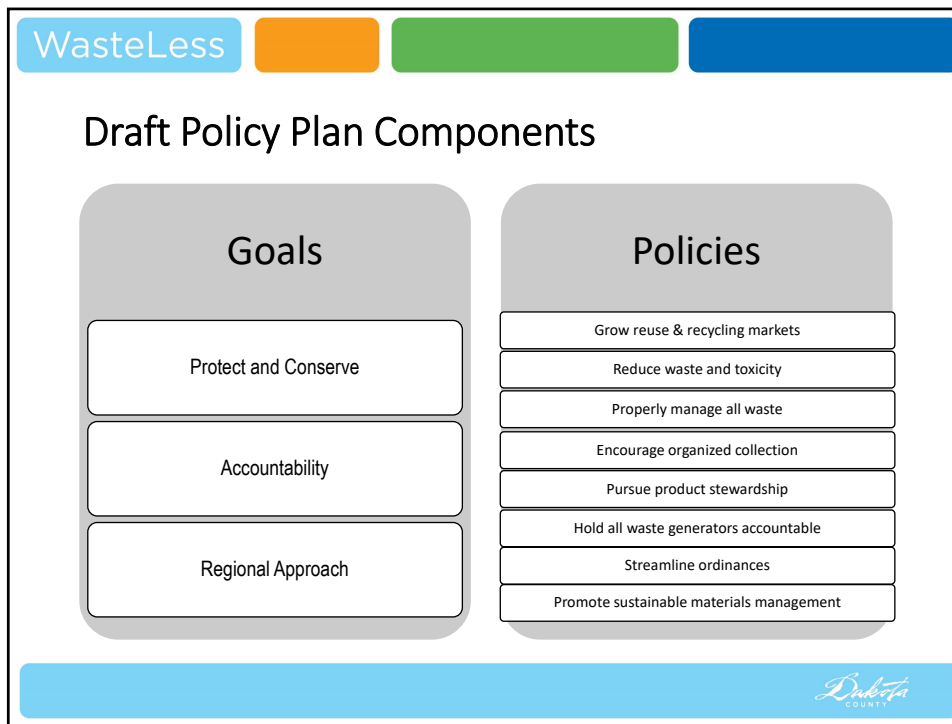 WasteLess
Draft Policy Plan Components
Goals
Protect and Conserve
Accountability
Regional Approach
Policies
Grow reuse & recycling markets
Reduce waste and toxicity
Properly manage all waste
Encourage organized collection
Pursue product stewardship
Hold all waste generators accountable
Streamline ordinances
Promote sustainable materials management
Dakota
COUNTY